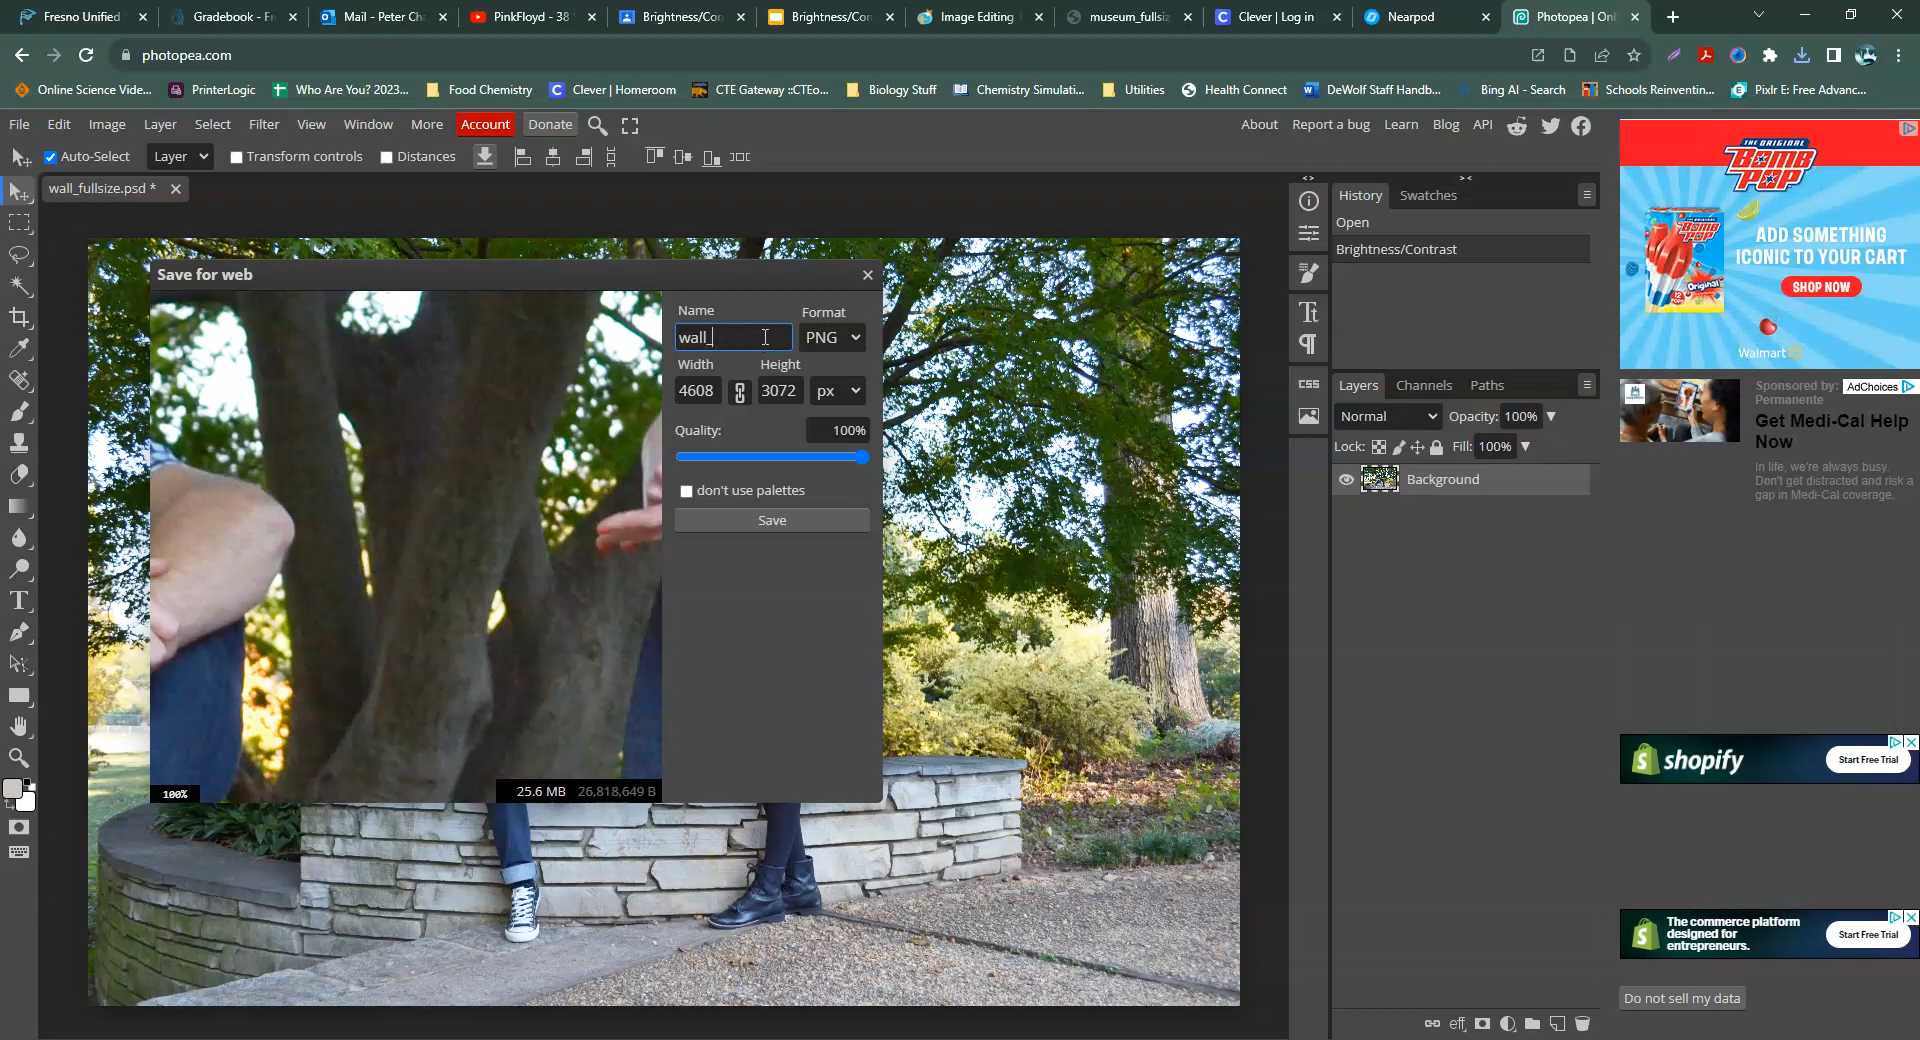 Fresno Unified
Gradebook - Fr
Mail - Peter Cha
PinkFloyd - 38
Brightness/Con
Brightness/Con
Image Editing
museum_fullsiz
Clever | Log in
Nearpod
Photopea | Onl
photopea.com
Online Science Vide...
PrinterLogic
Who Are You? 2023...
Food Chemistry
Clever | Homeroom
CTE Gateway ::CTEo...
Biology Stuff
Chemistry Simulati...
Utilities
Health Connect
DeWolf Staff Handb...
Bing AI - Search
Schools Reinventin...
Pixlr E: Free Advanc...
File Edit Image Layer Select Filter View Window More Account Donate
About Report a bug Learn Blog API
Auto-Select Layer Transform controls Distances
wall_fullsize.psd *
Save for web
Name
Format
wall_
PNG
Width
Height
4608
3072
px
Quality:
100%
don't use palettes
Save
100%
25.6 MB 26,818,649 B
History Swatches
Open
Brightness/Contrast
CSS
Layers Channels Paths
Normal Opacity: 100%
Lock: Fill: 100%
Background
eff
THE ORIGINAL
BOMB
POP
ADD SOMETHING
ICONIC TO YOUR CART
SHOP NOW
Original
Walmart
Sponsored by:
Permanente
AdChoices
Get Medi-Cal Help
Now
In life, we're always busy.
Don't get distracted and risk a
gap in Medi-Cal coverage.
shopify
Start Free Trial
The commerce platform
designed for
entrepreneurs.
Start Free Trial
Do not sell my data